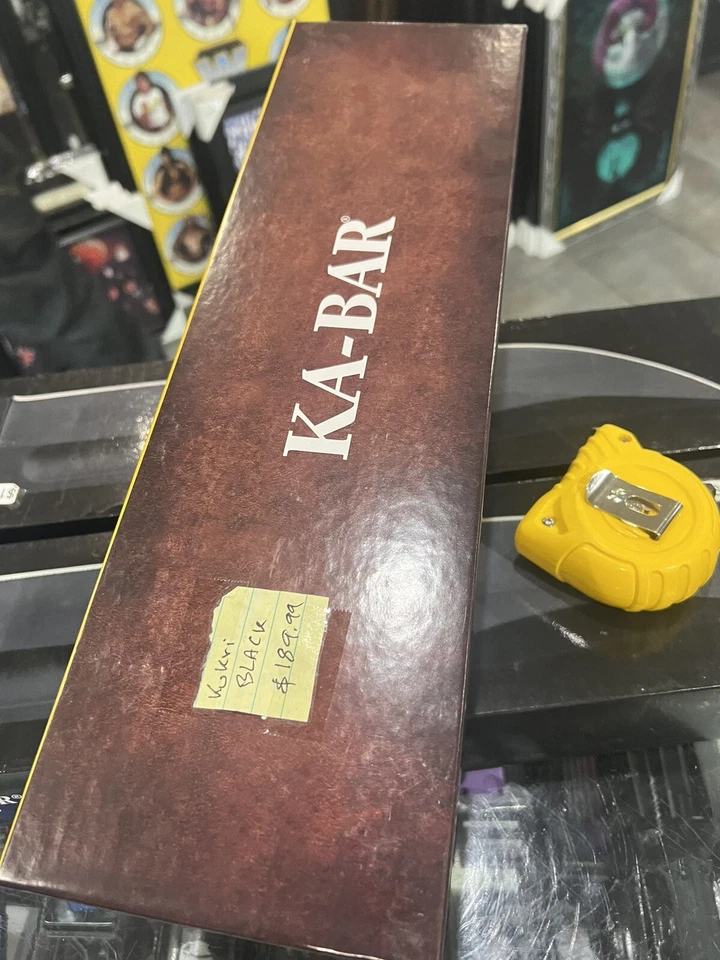 KA-BAR®
Kukri
BLACK
$189.99
R®